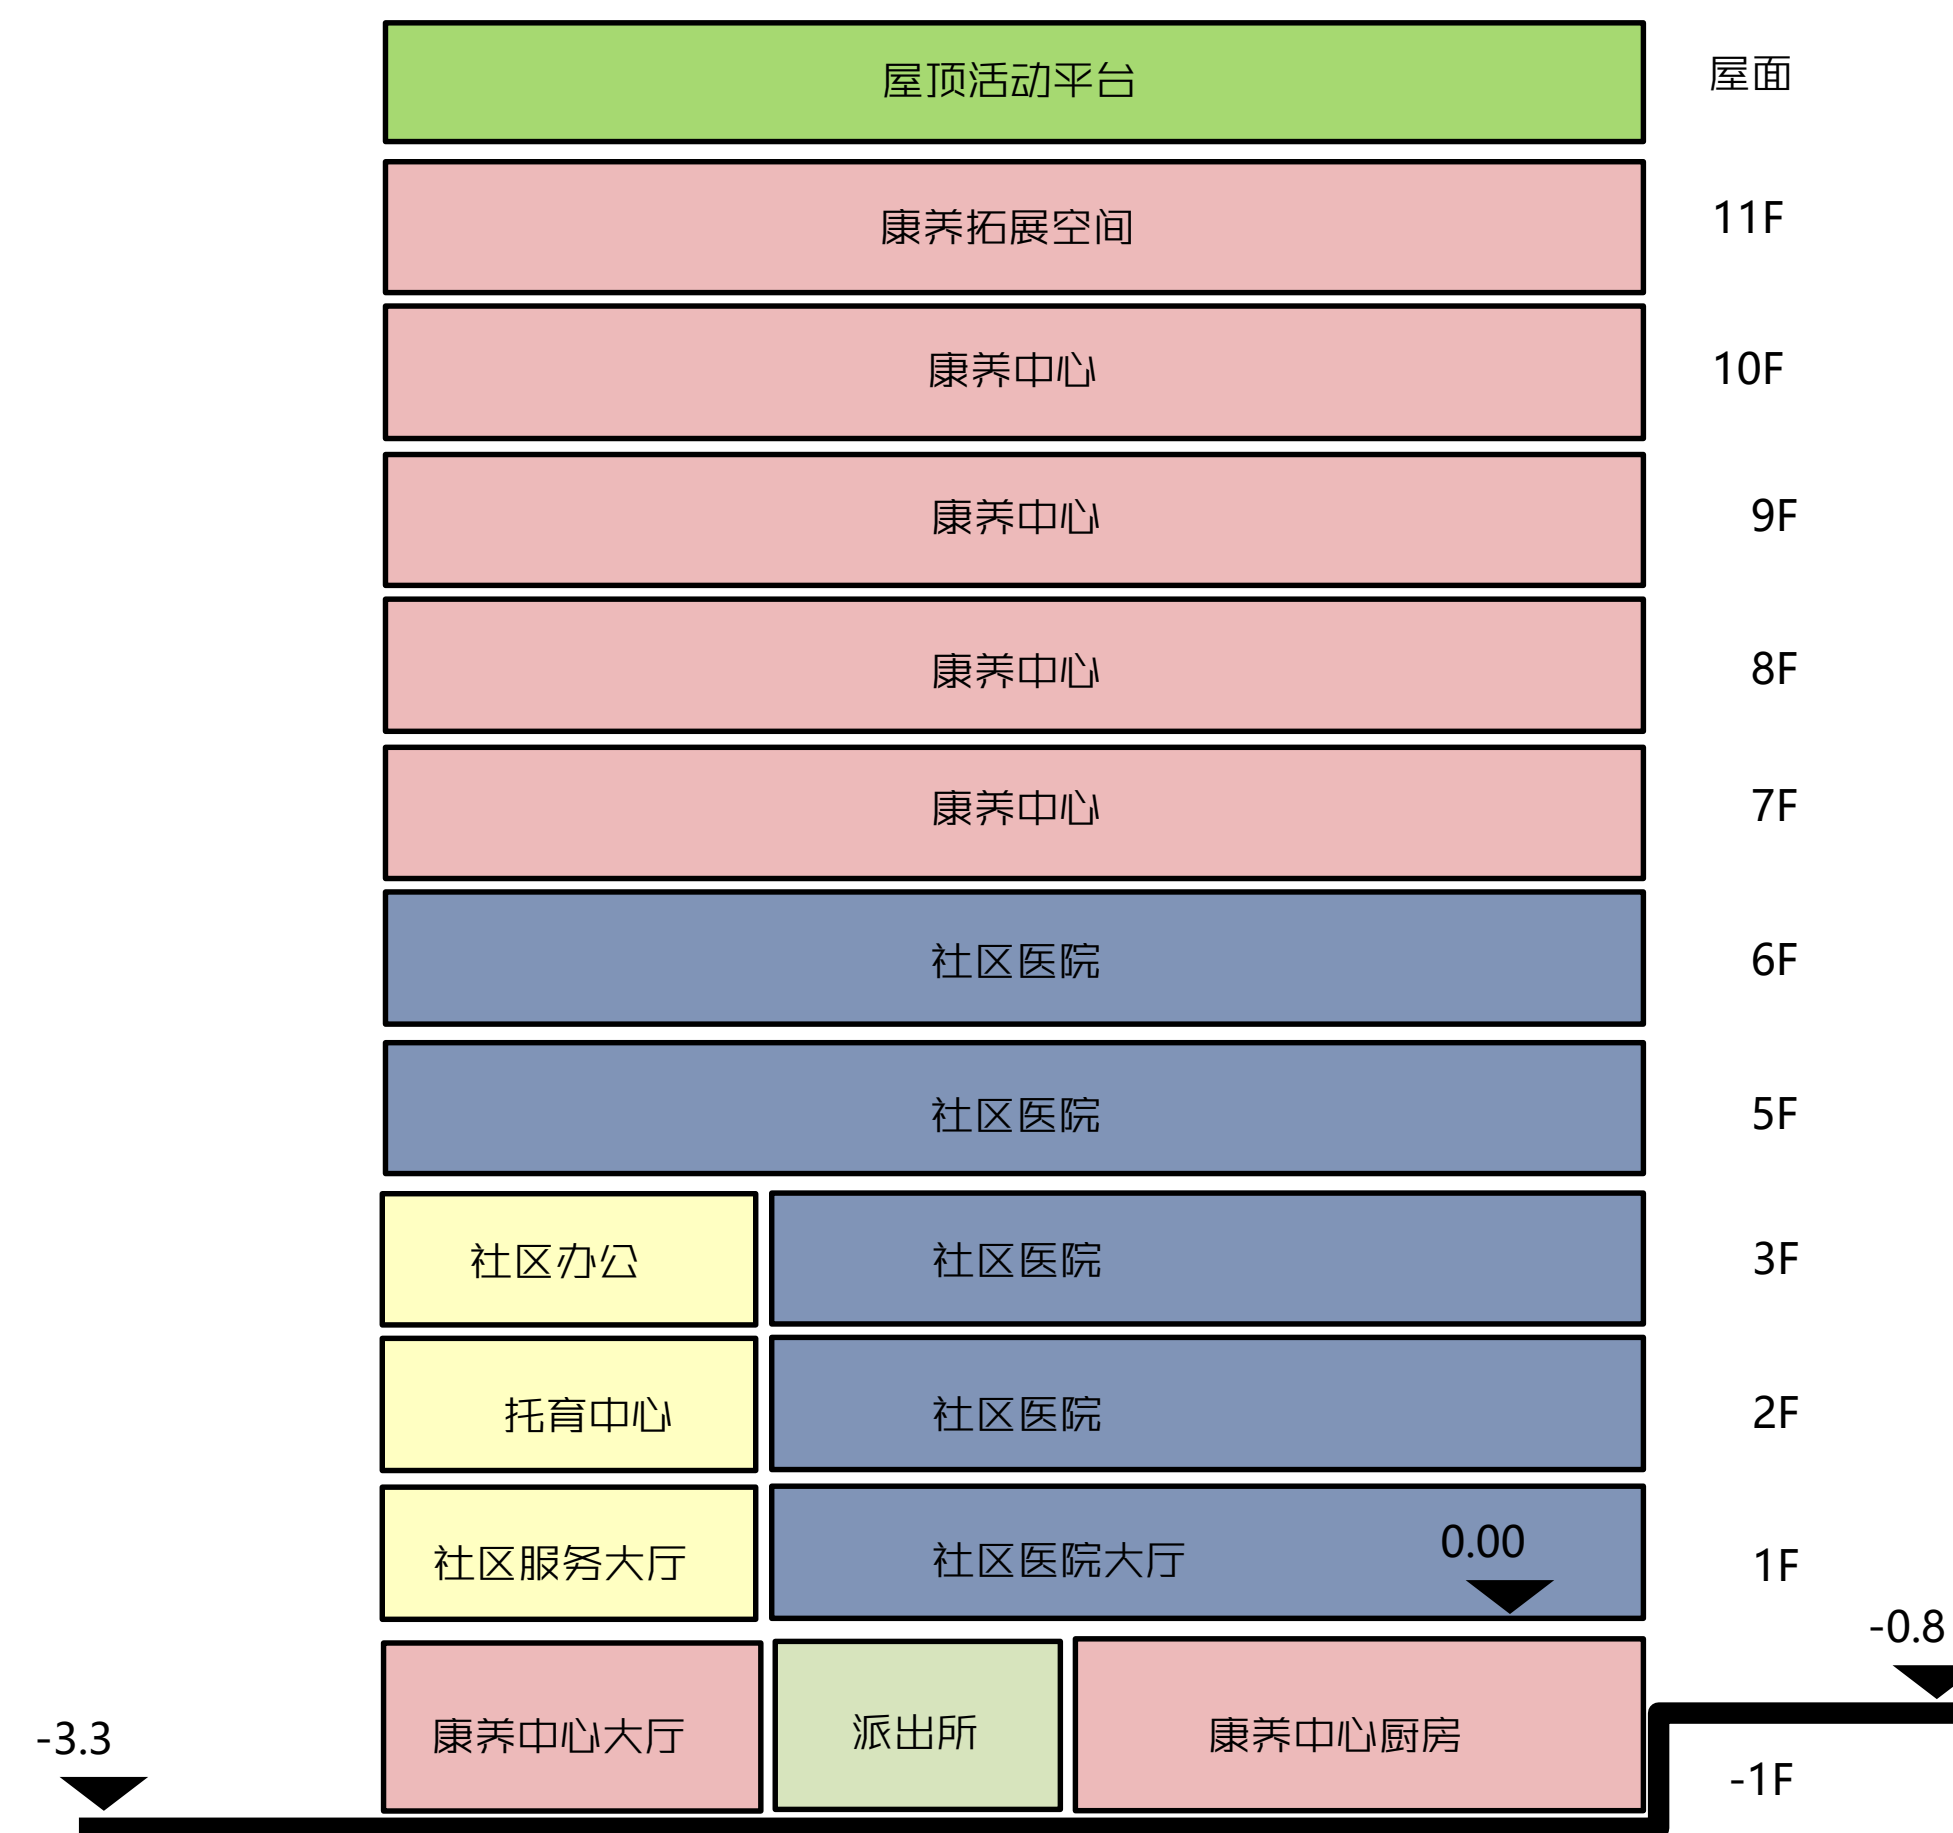 屋顶活动平台 屋面
康养拓展空间 11F
康养中心 10F
康养中心 9F
康养中心 8F
康养中心 7F
社区医院 6F
社区医院 5F
社区办公 社区医院 3F
托育中心 社区医院 2F
社区服务大厅 社区医院大厅 0.00 1F
-0.8
-3.3 康养中心大厅 派出所 康养中心厨房
-1F